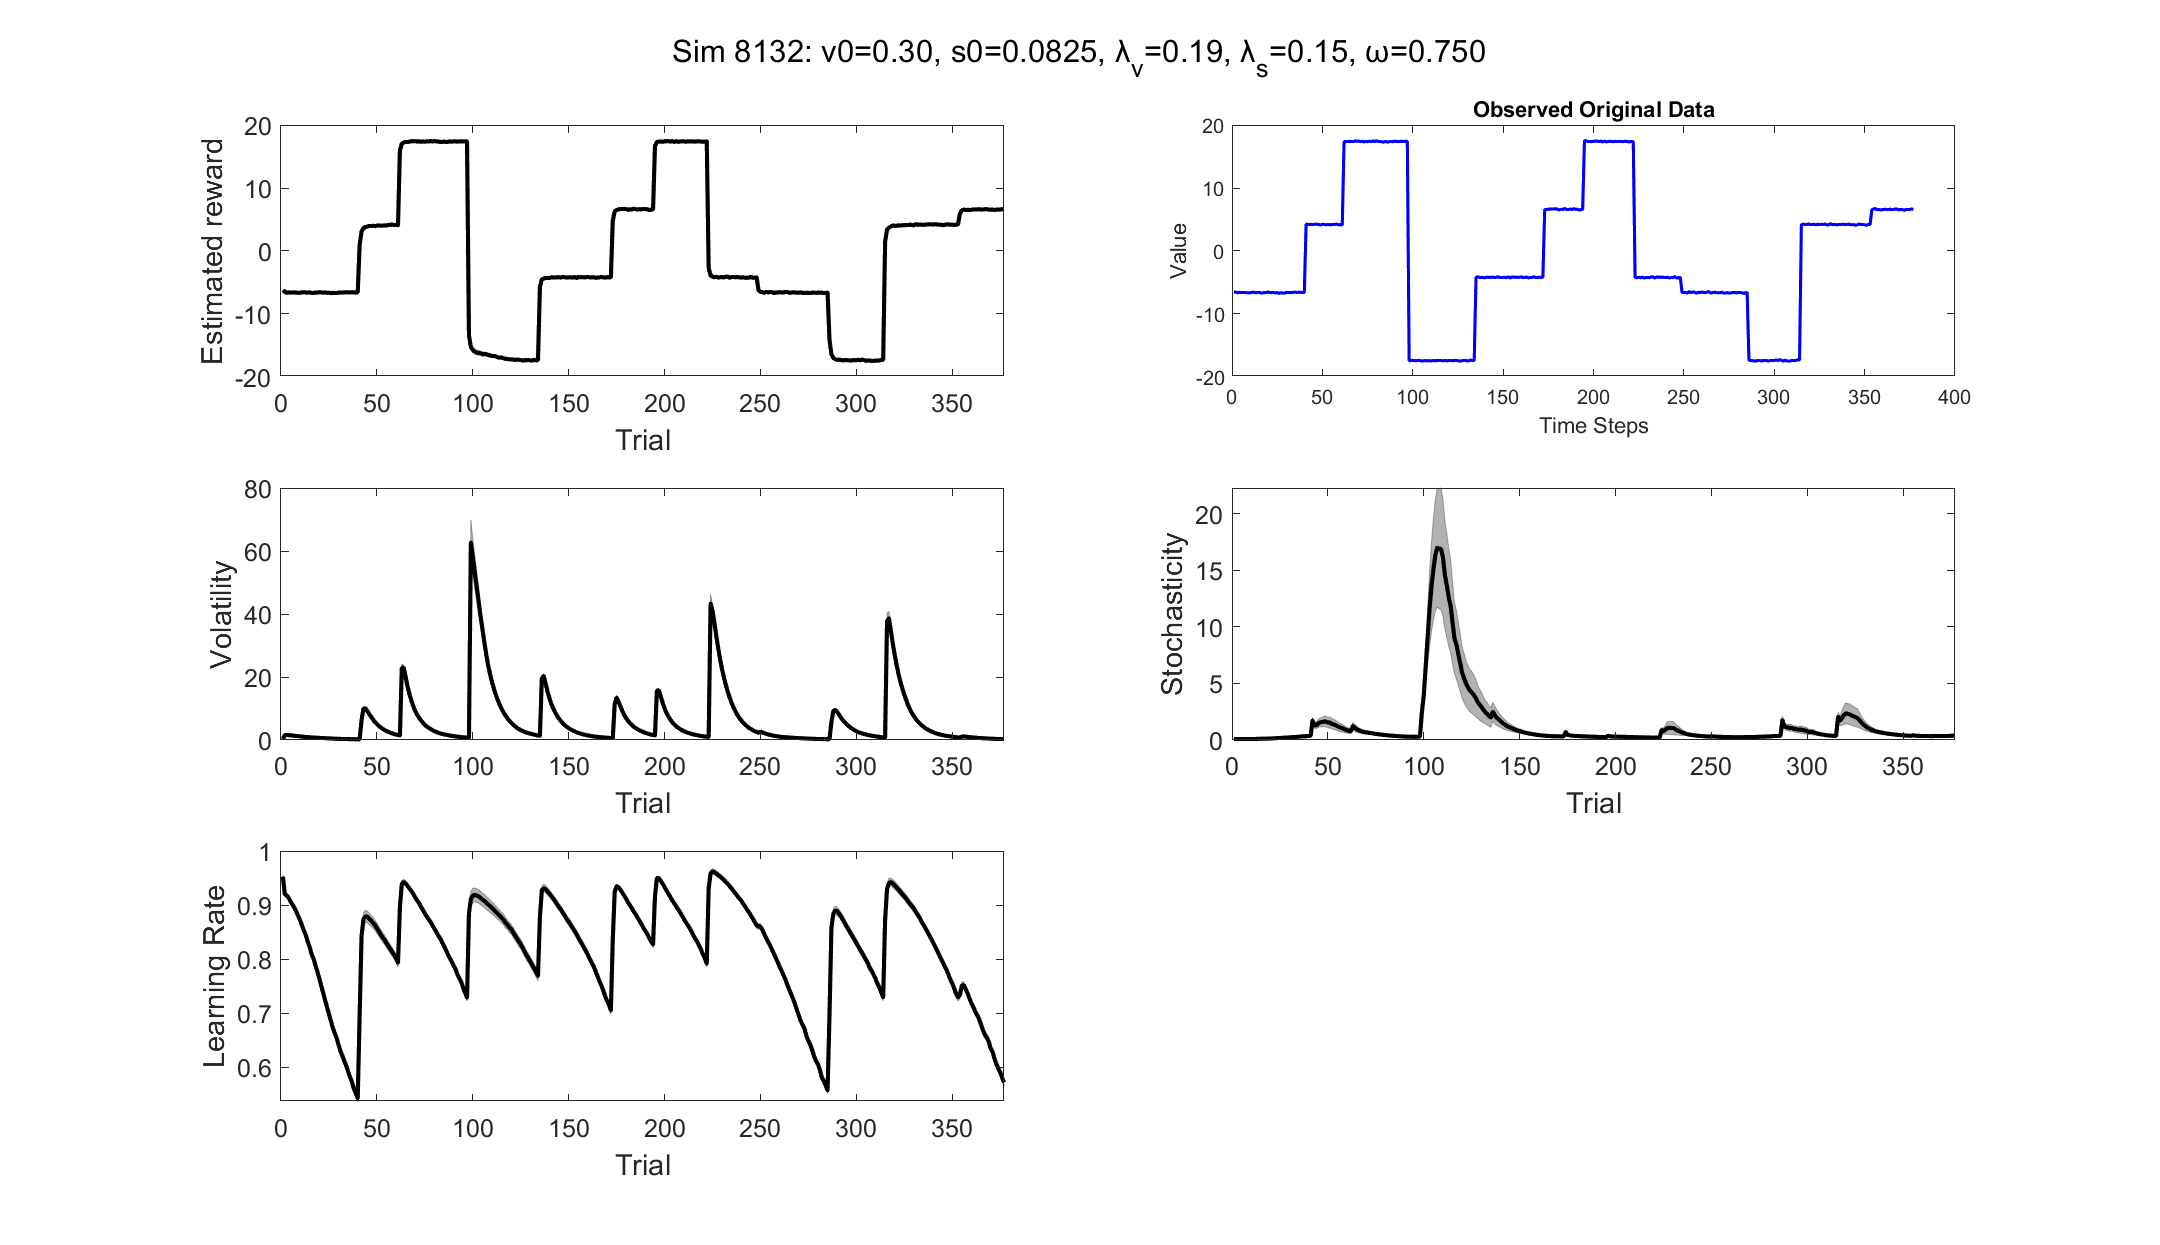 Sim 8132: v0=0.30, s0=0.0825, λ_v=0.19, λ_s=0.15, ω=0.750
Estimated reward
20
10
0
-10
-20
0 50 100 150 200 250 300 350
Trial
Observed Original Data
Value
20
10
0
-10
-20
0 50 100 150 200 250 300 350 400
Time Steps
Volatility
80
60
40
20
0
0 50 100 150 200 250 300 350
Trial
Stochasticity
20
15
10
5
0
0 50 100 150 200 250 300 350
Trial
Learning Rate
1
0.9
0.8
0.7
0.6
0 50 100 150 200 250 300 350
Trial